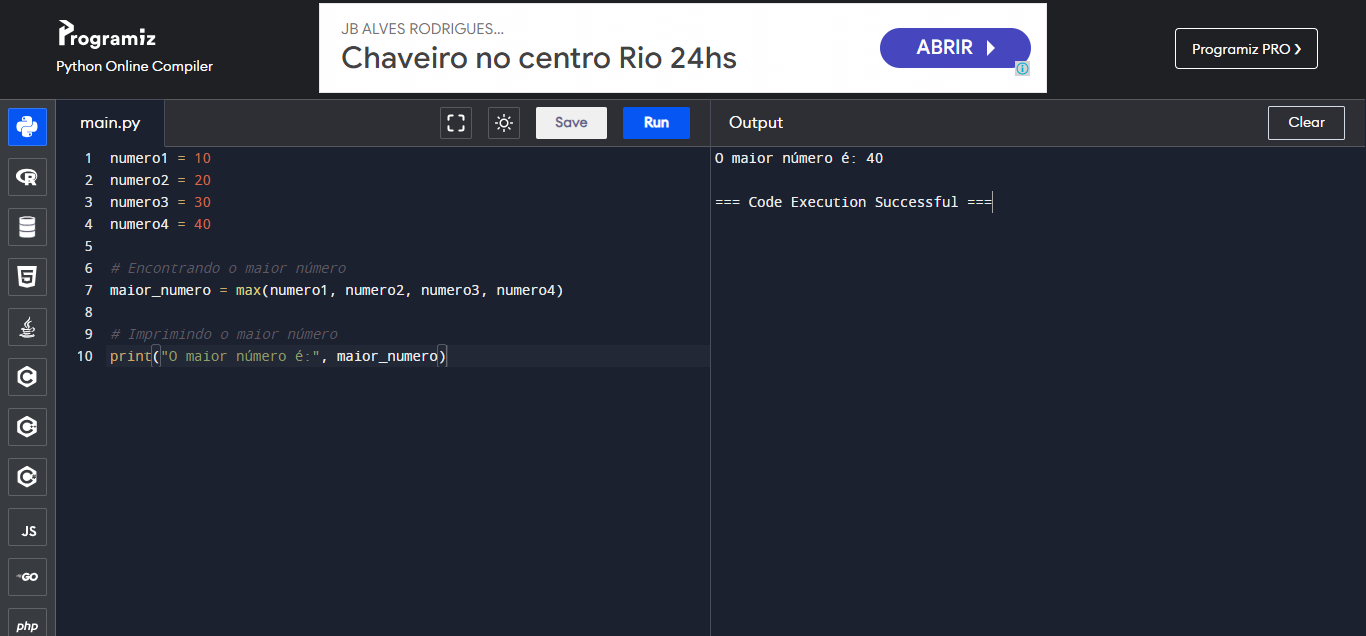 Programiz
Python Online Compiler
JB ALVES RODRIGUES...
Chaveiro no centro Rio 24hs
ABRIR
Programiz PRO
main.py
Save
Run
Output
Clear
1 numero1 = 10
2 numero2 = 20
3 numero3 = 30
4 numero4 = 40
5
6 # Encontrando o maior número
7 maior_numero = max(numero1, numero2, numero3, numero4)
8
9 # Imprimindo o maior número
10 print("O maior número é:", maior_numero)
O maior número é: 40
=== Code Execution Successful ===
R
5
C
C
C
JS
GO
php